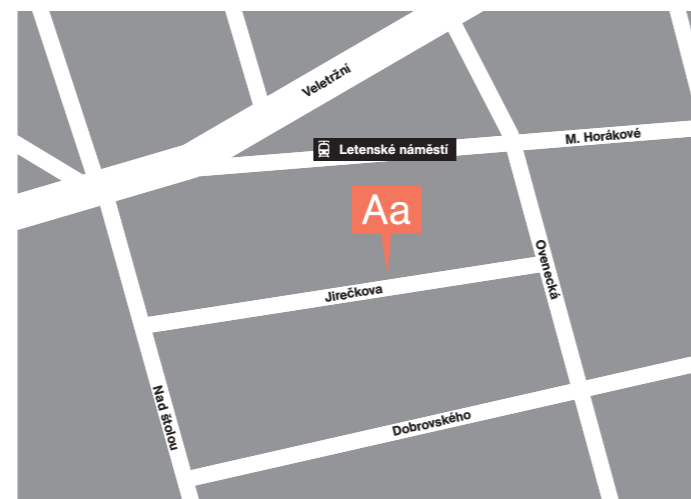 Veletržní
Letenské náměstí
M. Horákové
Aa
Ovenecká
Jirečkova
Nad štolou
Dobrovského